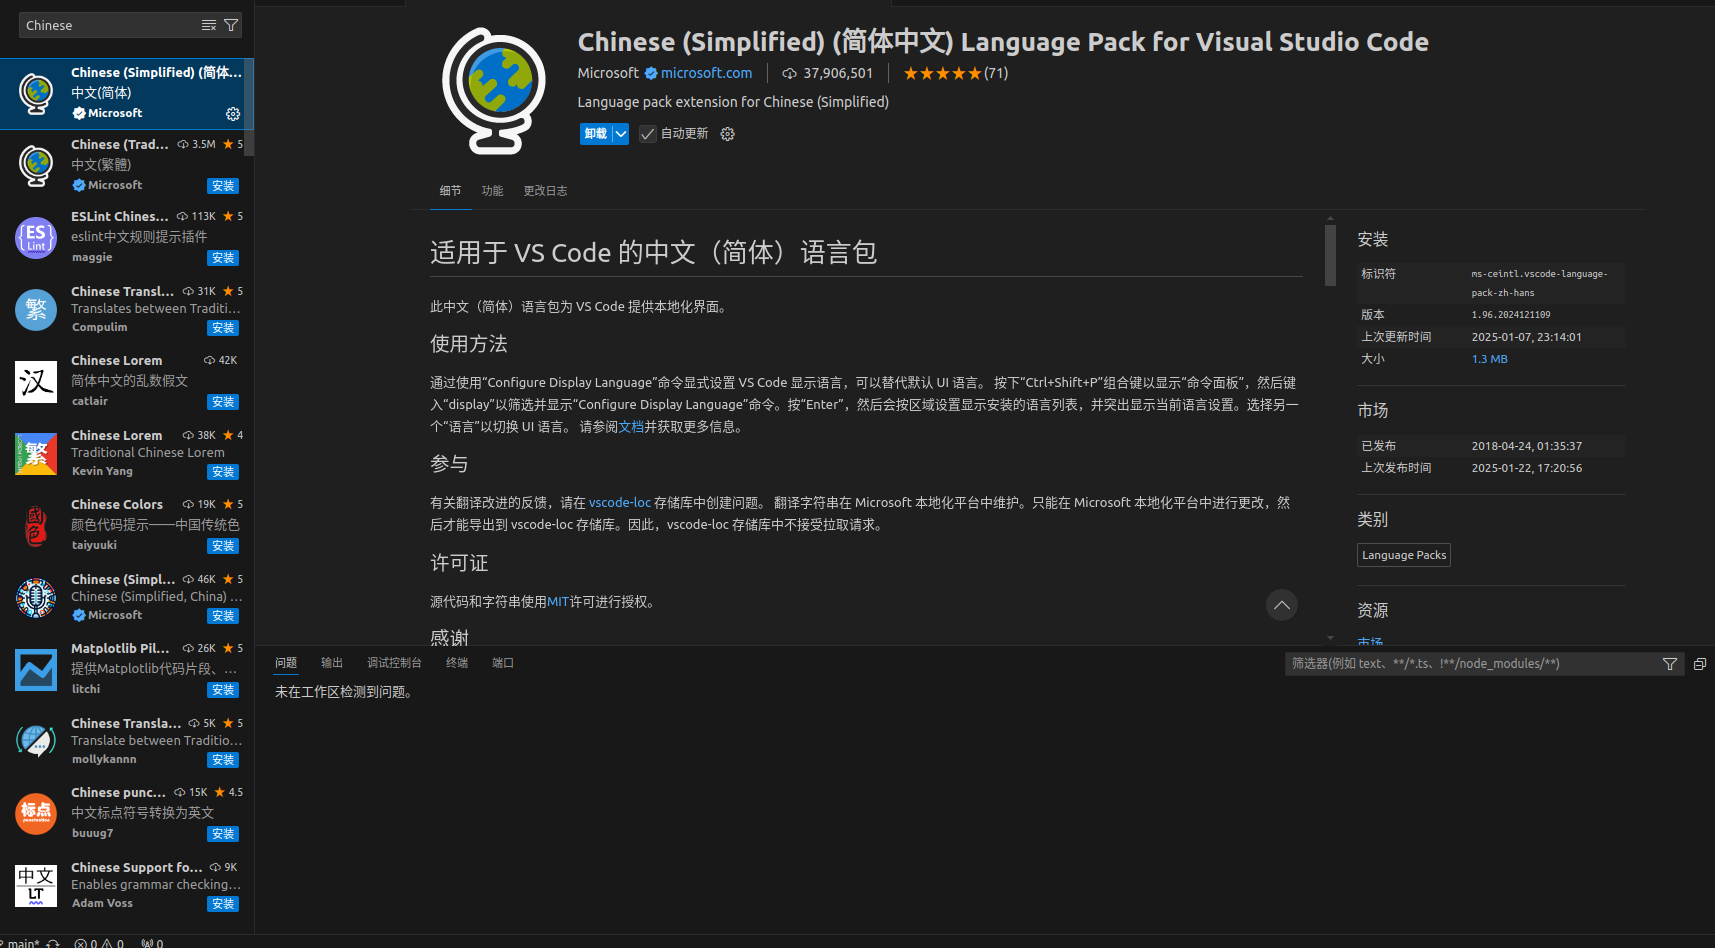 Chinese
Chinese (Simplified) (简体...
中文(简体)
Microsoft
Chinese (Trad... 3.5M ★ 5
中文(繁體)
Microsoft 安装
ESLint Chines... 113K ★ 5
eslint中文规则提示插件
maggie 安装
Chinese Transl... 31K ★ 5
Translates between Traditi...
Compulim 安装
Chinese Lorem 42K
简体中文的乱数假文
catlair 安装
Chinese Lorem 38K ★ 4
Traditional Chinese Lorem
Kevin Yang 安装
Chinese Colors 19K ★ 5
颜色代码提示——中国传统色
taiyuuki 安装
Chinese (Simpl... 46K ★ 5
Chinese (Simplified, China) ...
Microsoft 安装
Matplotlib Pil... 26K ★ 5
提供Matplotlib代码片段、...
litchi 安装
Chinese Transla... 5K ★ 5
Translate between Traditio...
mollykannn 安装
Chinese punc... 15K ★ 4.5
中文标点符号转换为英文
buuug7 安装
Chinese Support fo... 9K
Enables grammar checking...
Adam Voss 安装
{ES}
Lint
繁
汉
繁
國色
标点
中文
LT
main* 0 0 0
Chinese (Simplified) (简体中文) Language Pack for Visual Studio Code
Microsoft microsoft.com 37,906,501 ★★★★★(71)
Language pack extension for Chinese (Simplified)
卸载 自动更新
细节 功能 更改日志
适用于 VS Code 的中文（简体）语言包
此中文（简体）语言包为 VS Code 提供本地化界面。
使用方法
通过使用“Configure Display Language”命令显式设置 VS Code 显示语言，可以替代默认 UI 语言。 按下“Ctrl+Shift+P”组合键以显示“命令面板”，然后键
入“display”以筛选并显示“Configure Display Language”命令。按“Enter”，然后会按区域设置显示安装的语言列表，并突出显示当前语言设置。选择另一
个“语言”以切换 UI 语言。 请参阅文档并获取更多信息。
参与
有关翻译改进的反馈，请在 vscode-loc 存储库中创建问题。 翻译字符串在 Microsoft 本地化平台中维护。只能在 Microsoft 本地化平台中进行更改，然
后才能导出到 vscode-loc 存储库。因此，vscode-loc 存储库中不接受拉取请求。
许可证
源代码和字符串使用MIT许可进行授权。
感谢
安装
标识符 ms-ceintl.vscode-language-
pack-zh-hans
版本 1.96.2024121109
上次更新时间 2025-01-07, 23:14:01
大小 1.3 MB
市场
已发布 2018-04-24, 01:35:37
上次发布时间 2025-01-22, 17:20:56
类别
Language Packs
资源
市场
问题 输出 调试控制台 终端 端口
筛选器(例如 text、**/*.ts、!**/node_modules/**)
未在工作区检测到问题。